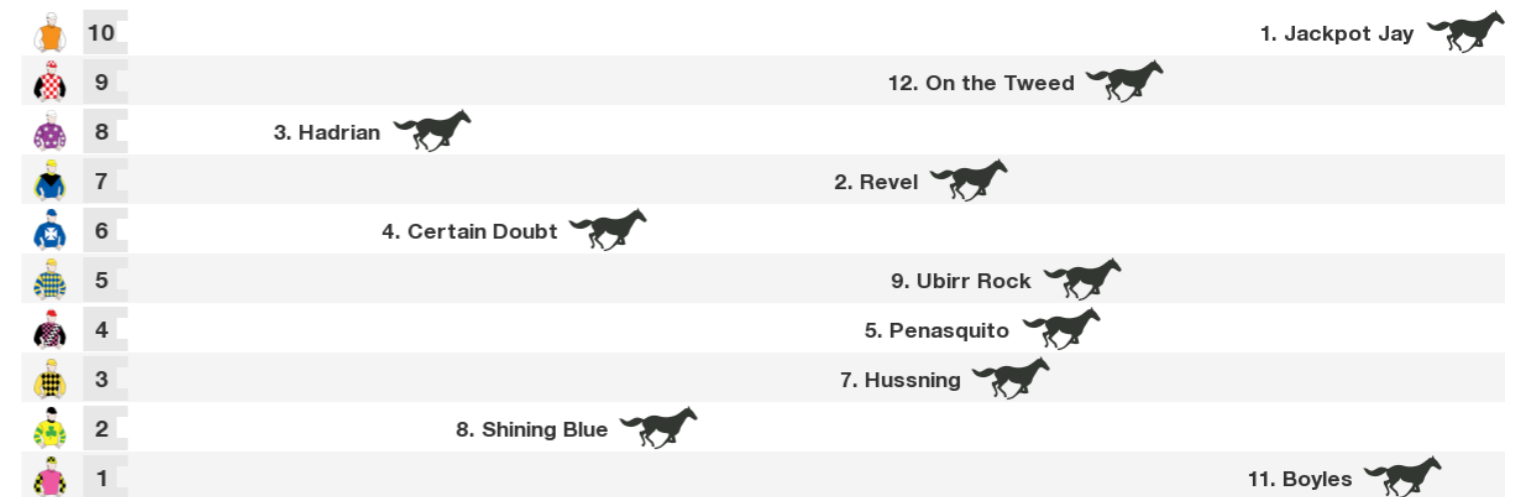 10 1. Jackpot Jay
9 12. On the Tweed
8 3. Hadrian
7 2. Revel
6 4. Certain Doubt
5 9. Ubirr Rock
4 5. Penasquito
3 7. Hussning
2 8. Shining Blue
1 11. Boyles